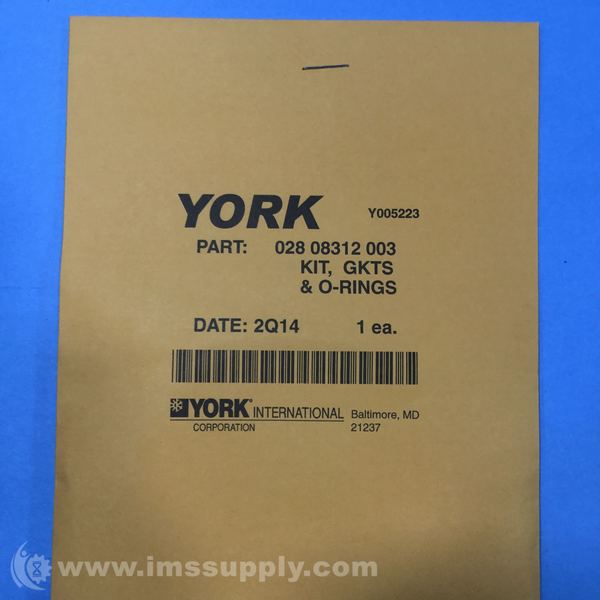 YORK Y005223
PART: 028 08312 003
KIT, GKTS
& O-RINGS
DATE: 2Q14 1 ea.
YORK® INTERNATIONAL Baltimore, MD
CORPORATION 21237
www.imssupply.com